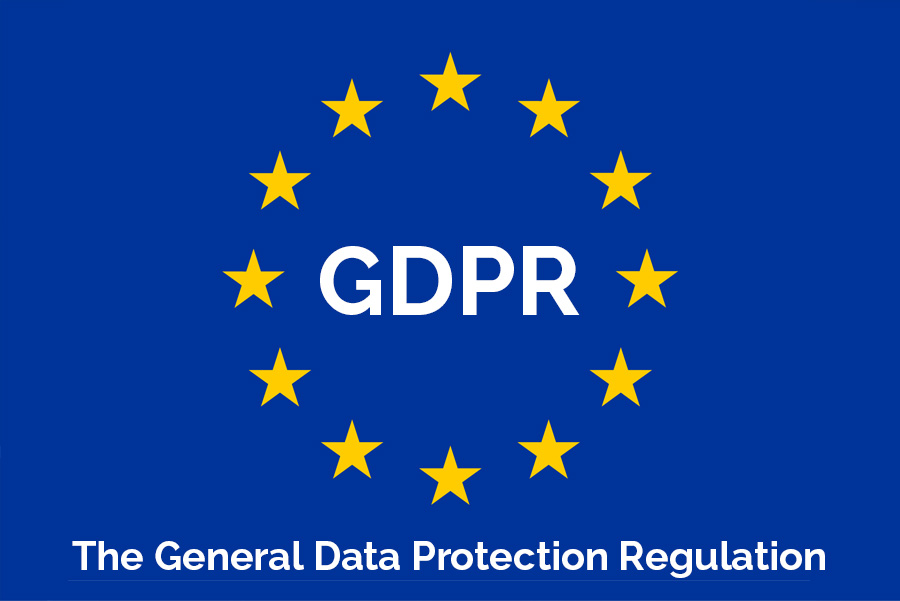 GDPR
The General Data Protection Regulation